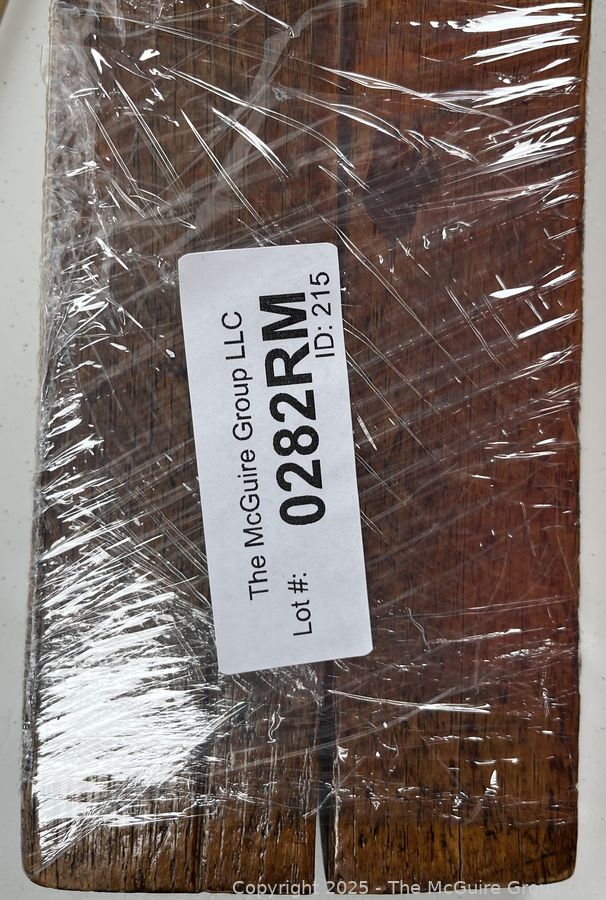 The McGuire Group LLC
Lot #: 0282RM
ID: 215
Copyright 2025 - The McGuire Group LLC